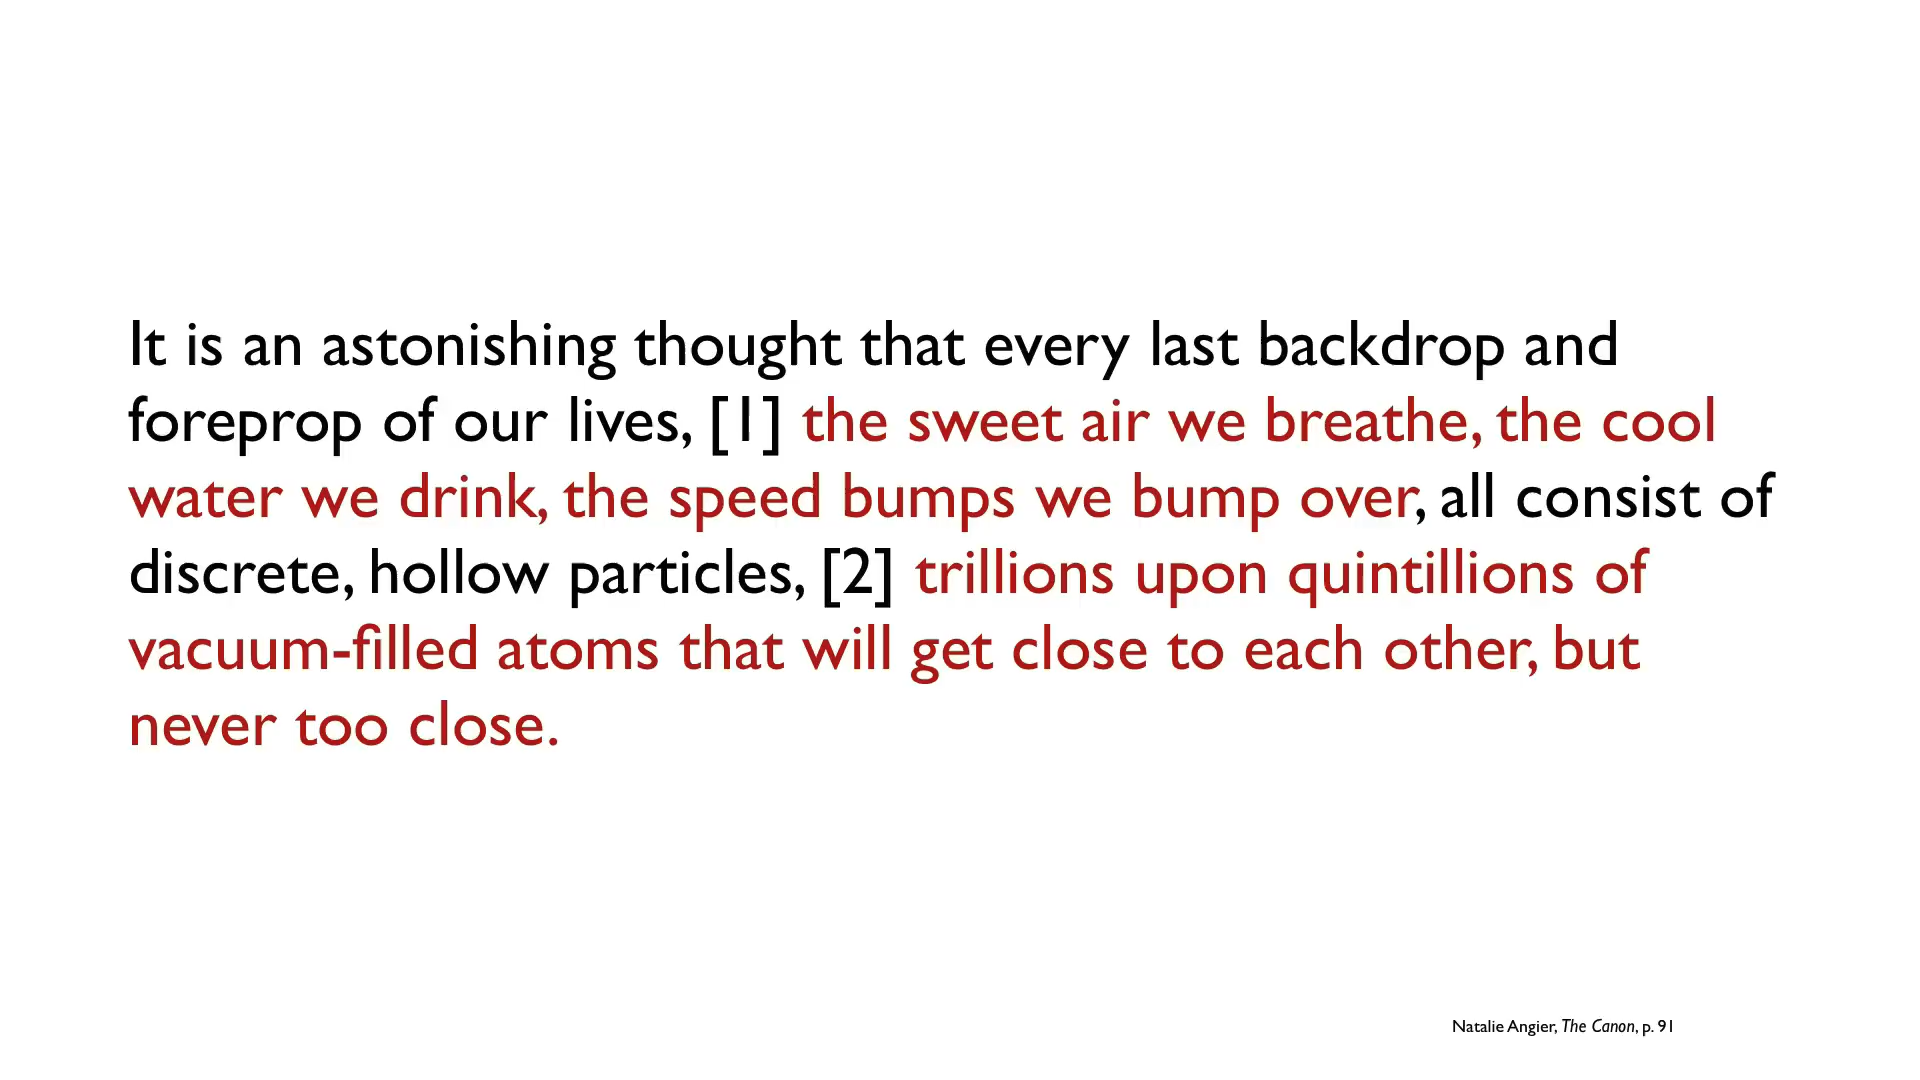 It is an astonishing thought that every last backdrop and
foreprop of our lives, [1] the sweet air we breathe, the cool
water we drink, the speed bumps we bump over, all consist of
discrete, hollow particles, [2] trillions upon quintillions of
vacuum-filled atoms that will get close to each other, but
never too close.
Natalie Angier, The Canon, p. 91